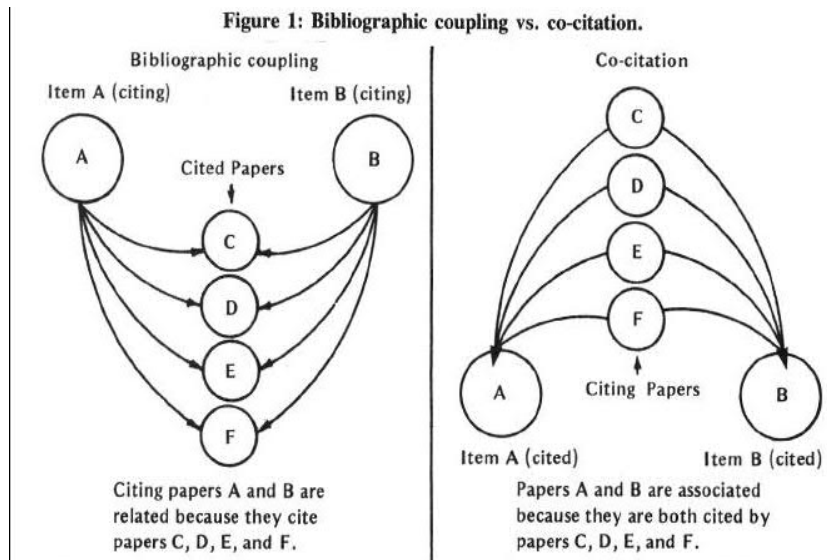 Figure 1: Bibliographic coupling vs. co-citation.
Bibliographic coupling
Item A (citing)
Item B (citing)
A
B
Cited Papers
C
D
E
F
Citing papers A and B are
related because they cite
papers C, D, E, and F.
Co-citation
C
D
E
F
A
Citing Papers
B
Item A (cited)
Item B (cited)
Papers A and B are associated
because they are both cited by
papers C, D, E, and F.